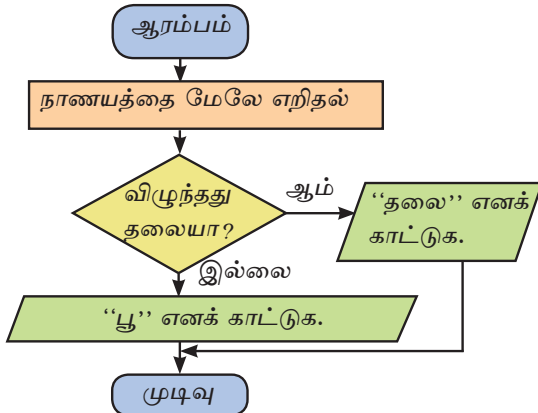 ஆரம்பம்
நாணயத்தை மேலே எறிதல்
விழுந்தது
தலையா?
ஆம்
‘‘தலை’’ எனக்
காட்டுக.
இல்லை
‘‘பூ’’ எனக் காட்டுக.
முடிவு